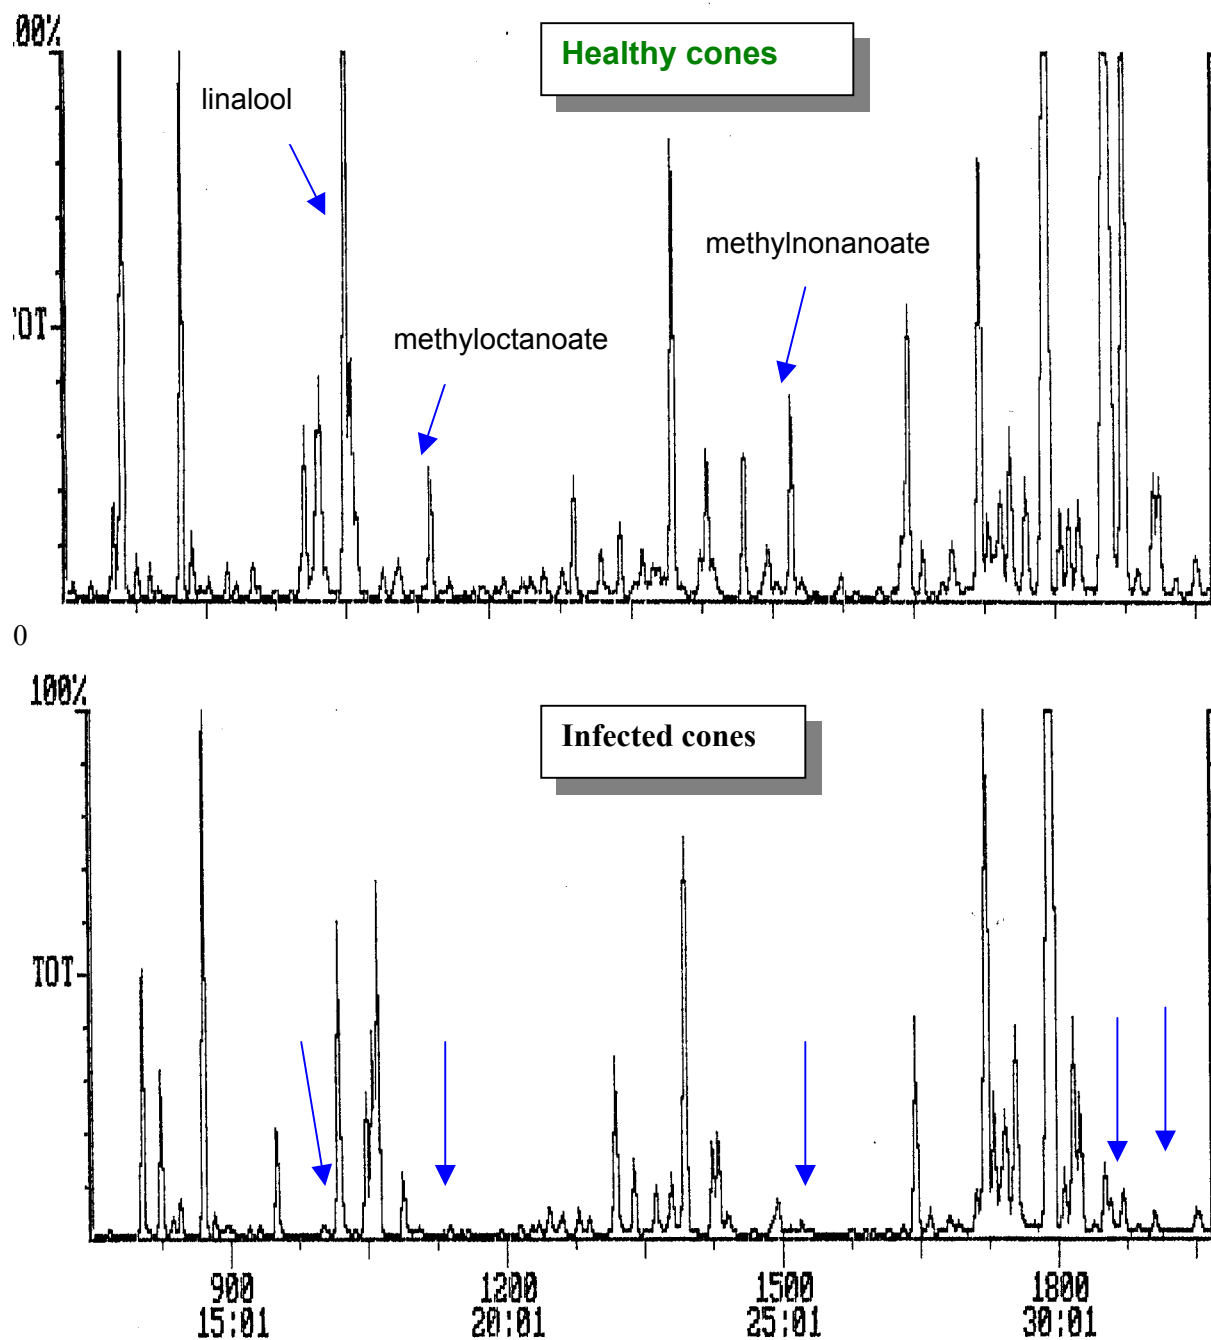 00%
Healthy cones
linalool
methylnonanoate
TOT
methyloctanoate
0
100%
Infected cones
TOT
900 1200 1500 1800
15:01 20:01 25:01 30:01